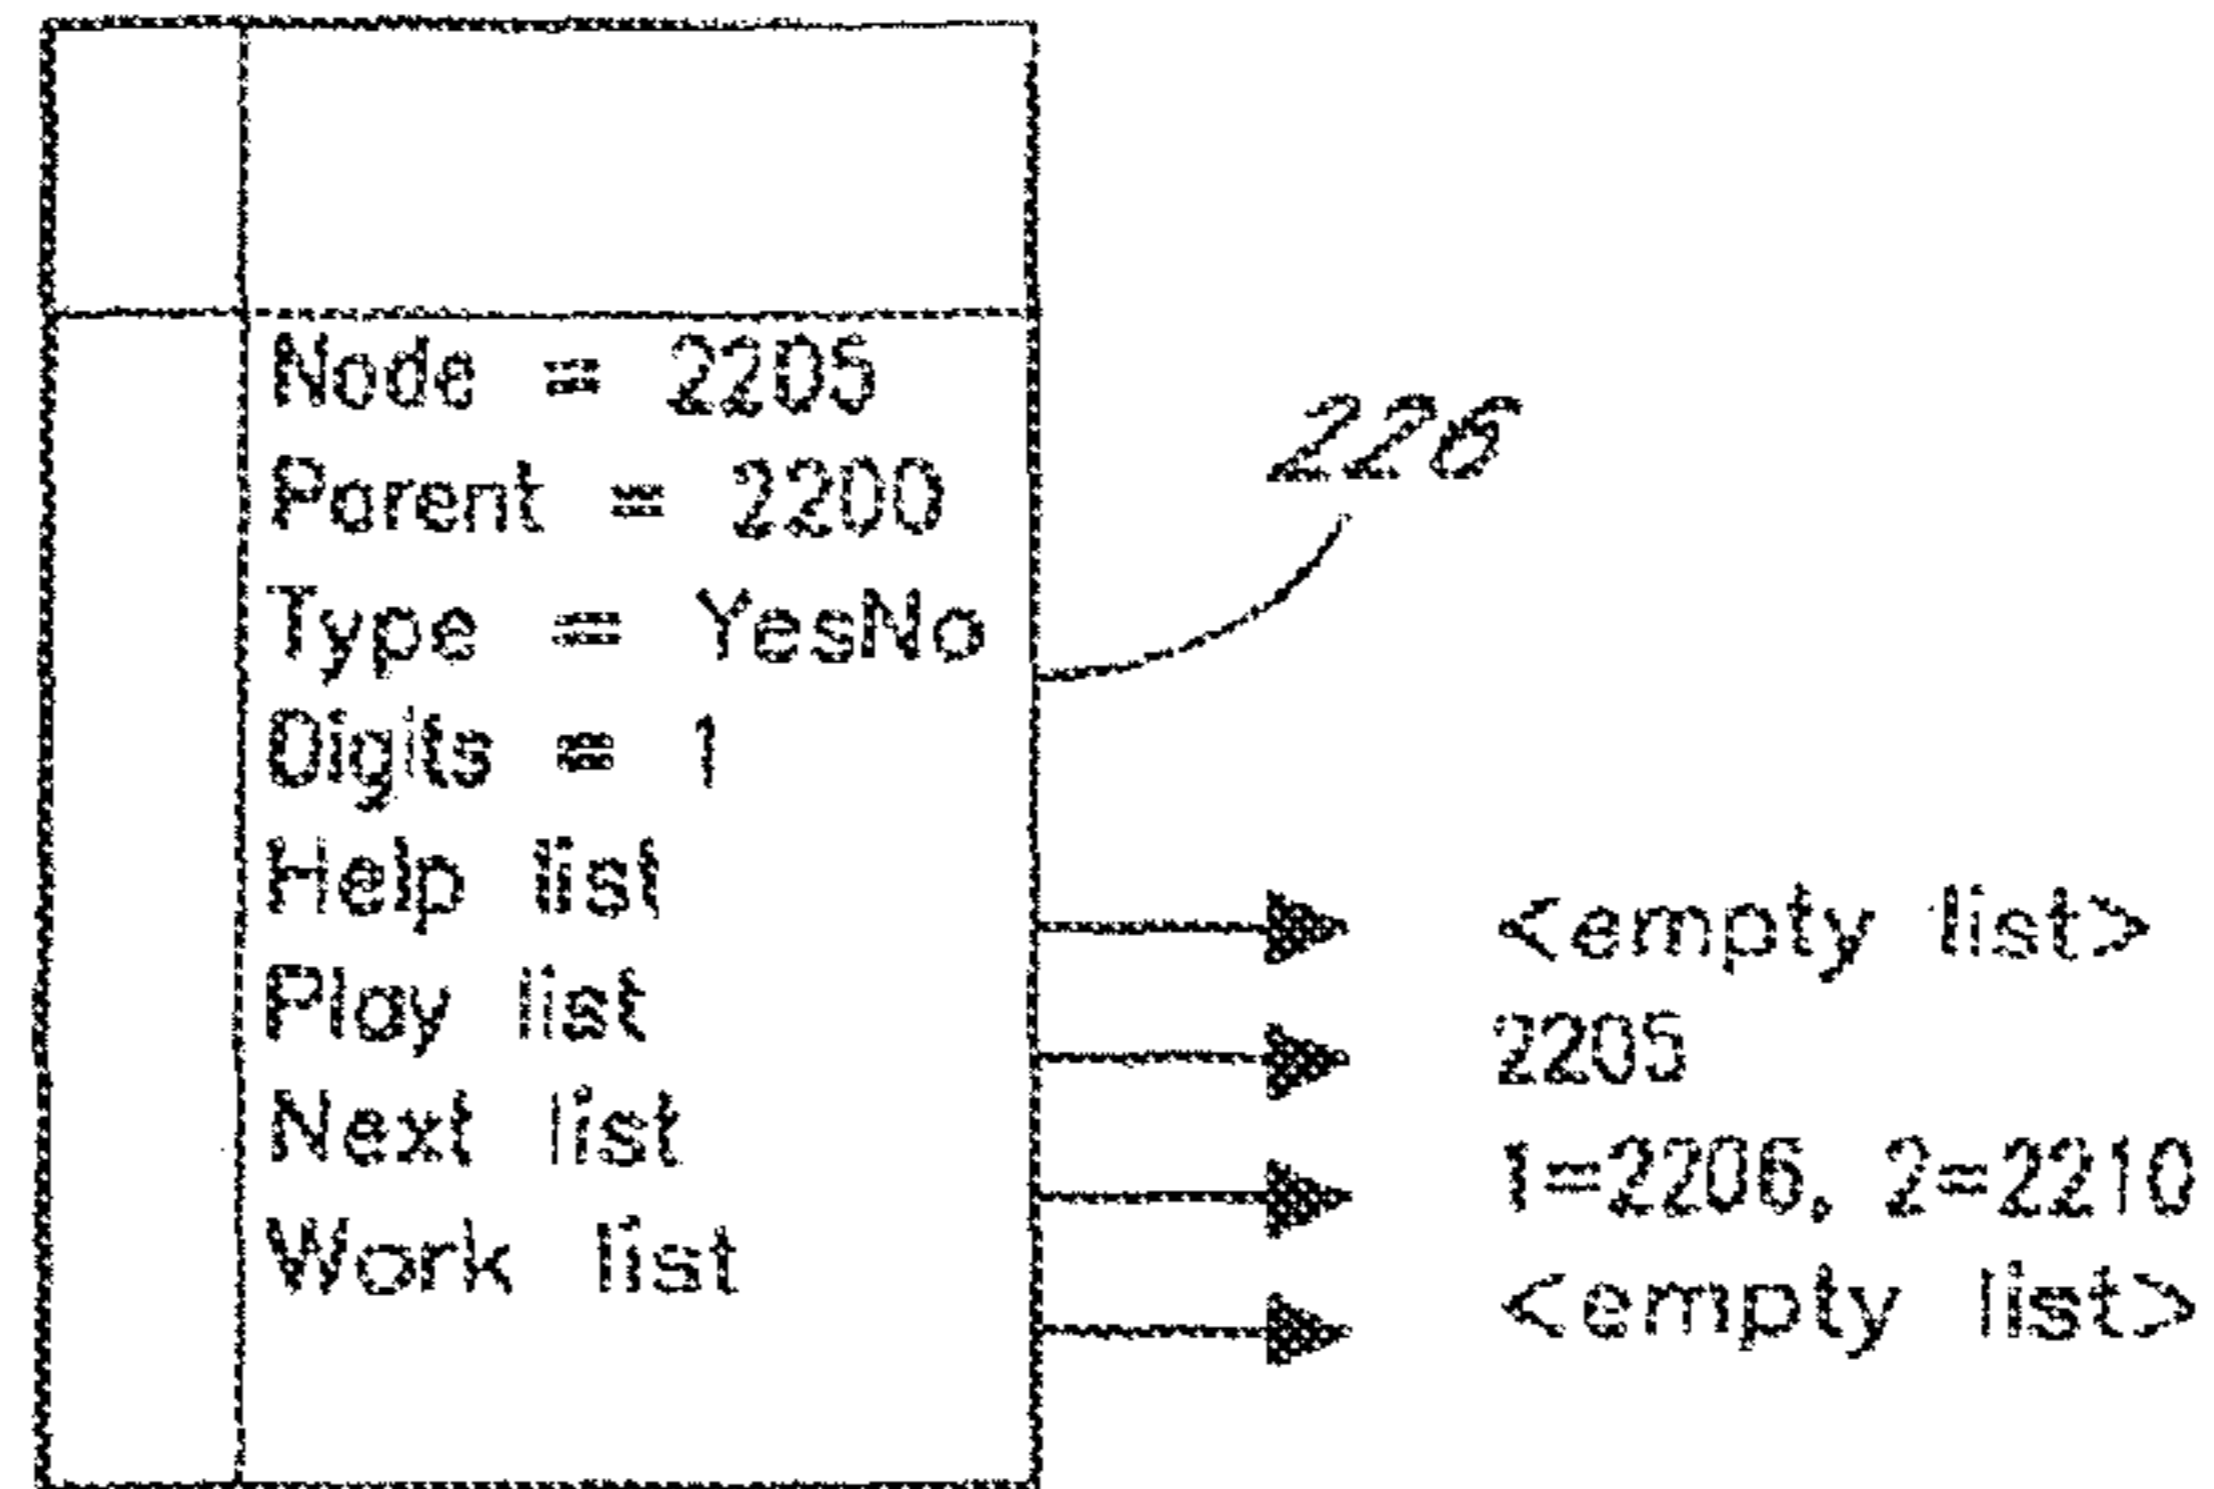 Node = 2205
Parent = 2200
226
Type = YesNo
Digits = 1
Help list
<empty list>
Play list
2205
Next list
1=2206, 2=2210
Work list
<empty list>